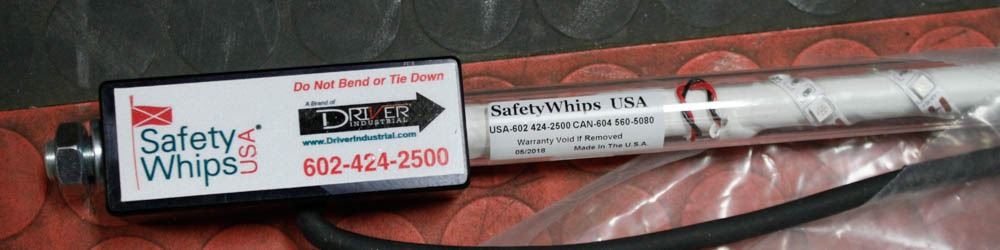 Do Not Bend or Tie Down
Safety
Whips
USA®
A Brand of
DRIVER
INDUSTRIAL
www.DriverIndustrial.com
602-424-2500
SafetyWhips USA
USA-602 424-2500 CAN-604 560-5080
Warranty Void If Removed
05/2018 Made In The U.S.A.